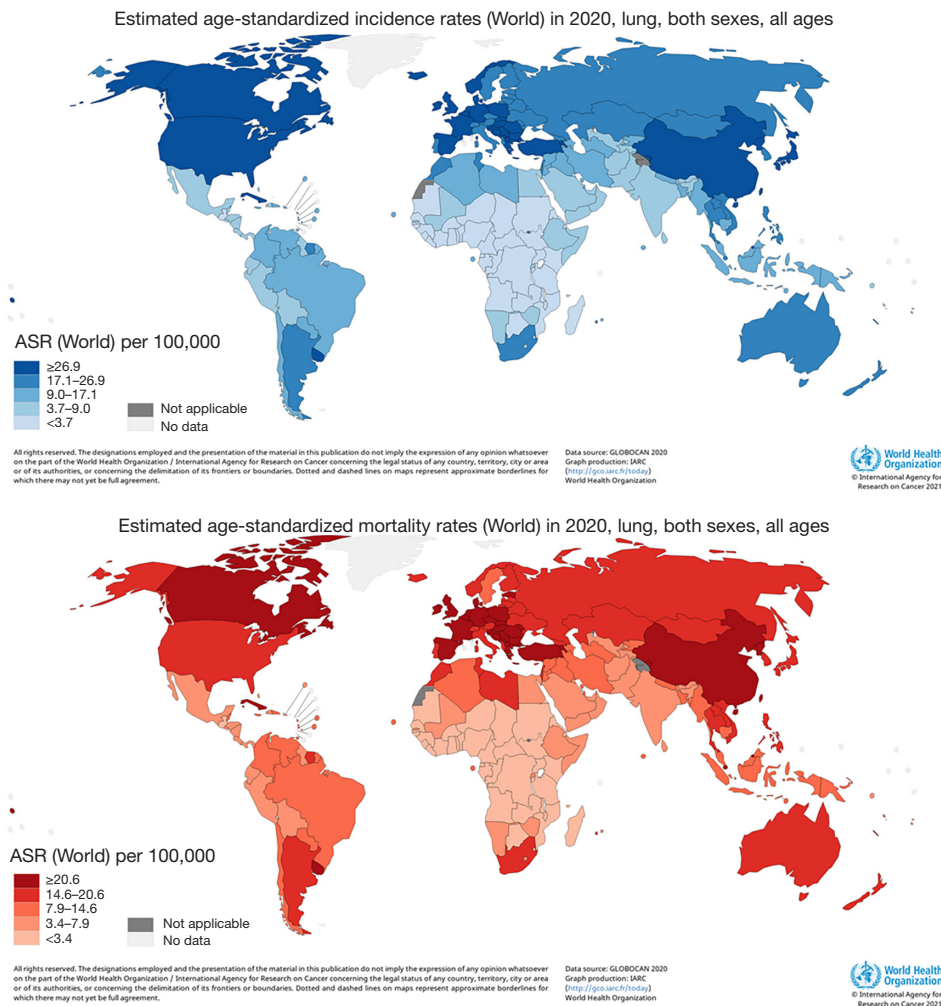 Estimated age-standardized incidence rates (World) in 2020, lung, both sexes, all ages
ASR (World) per 100,000
≥26.9
17.1–26.9
9.0–17.1
3.7–9.0
<3.7
Not applicable
No data
All rights reserved. The designations employed and the presentation of the material in this publication do not imply the expression of any opinion whatsoever
on the part of the World Health Organization / International Agency for Research on Cancer concerning the legal status of any country, territory, city or area
or of its authorities, or concerning the delimitation of its frontiers or boundaries. Dotted and dashed lines on maps represent approximate borderlines for
which there may not yet be full agreement.
Data source: GLOBOCAN 2020
Graph production: IARC
(http://gco.iarc.fr/today)
World Health Organization
World Health
Organization
© International Agency for
Research on Cancer 2021
Estimated age-standardized mortality rates (World) in 2020, lung, both sexes, all ages
ASR (World) per 100,000
≥20.6
14.6–20.6
7.9–14.6
3.4–7.9
<3.4
Not applicable
No data
All rights reserved. The designations employed and the presentation of the material in this publication do not imply the expression of any opinion whatsoever
on the part of the World Health Organization / International Agency for Research on Cancer concerning the legal status of any country, territory, city or area
or of its authorities, or concerning the delimitation of its frontiers or boundaries. Dotted and dashed lines on maps represent approximate borderlines for
which there may not yet be full agreement.
Data source: GLOBOCAN 2020
Graph production: IARC
(http://gco.iarc.fr/today)
World Health Organization
World Health
Organization
© International Agency for
Research on Cancer 2021